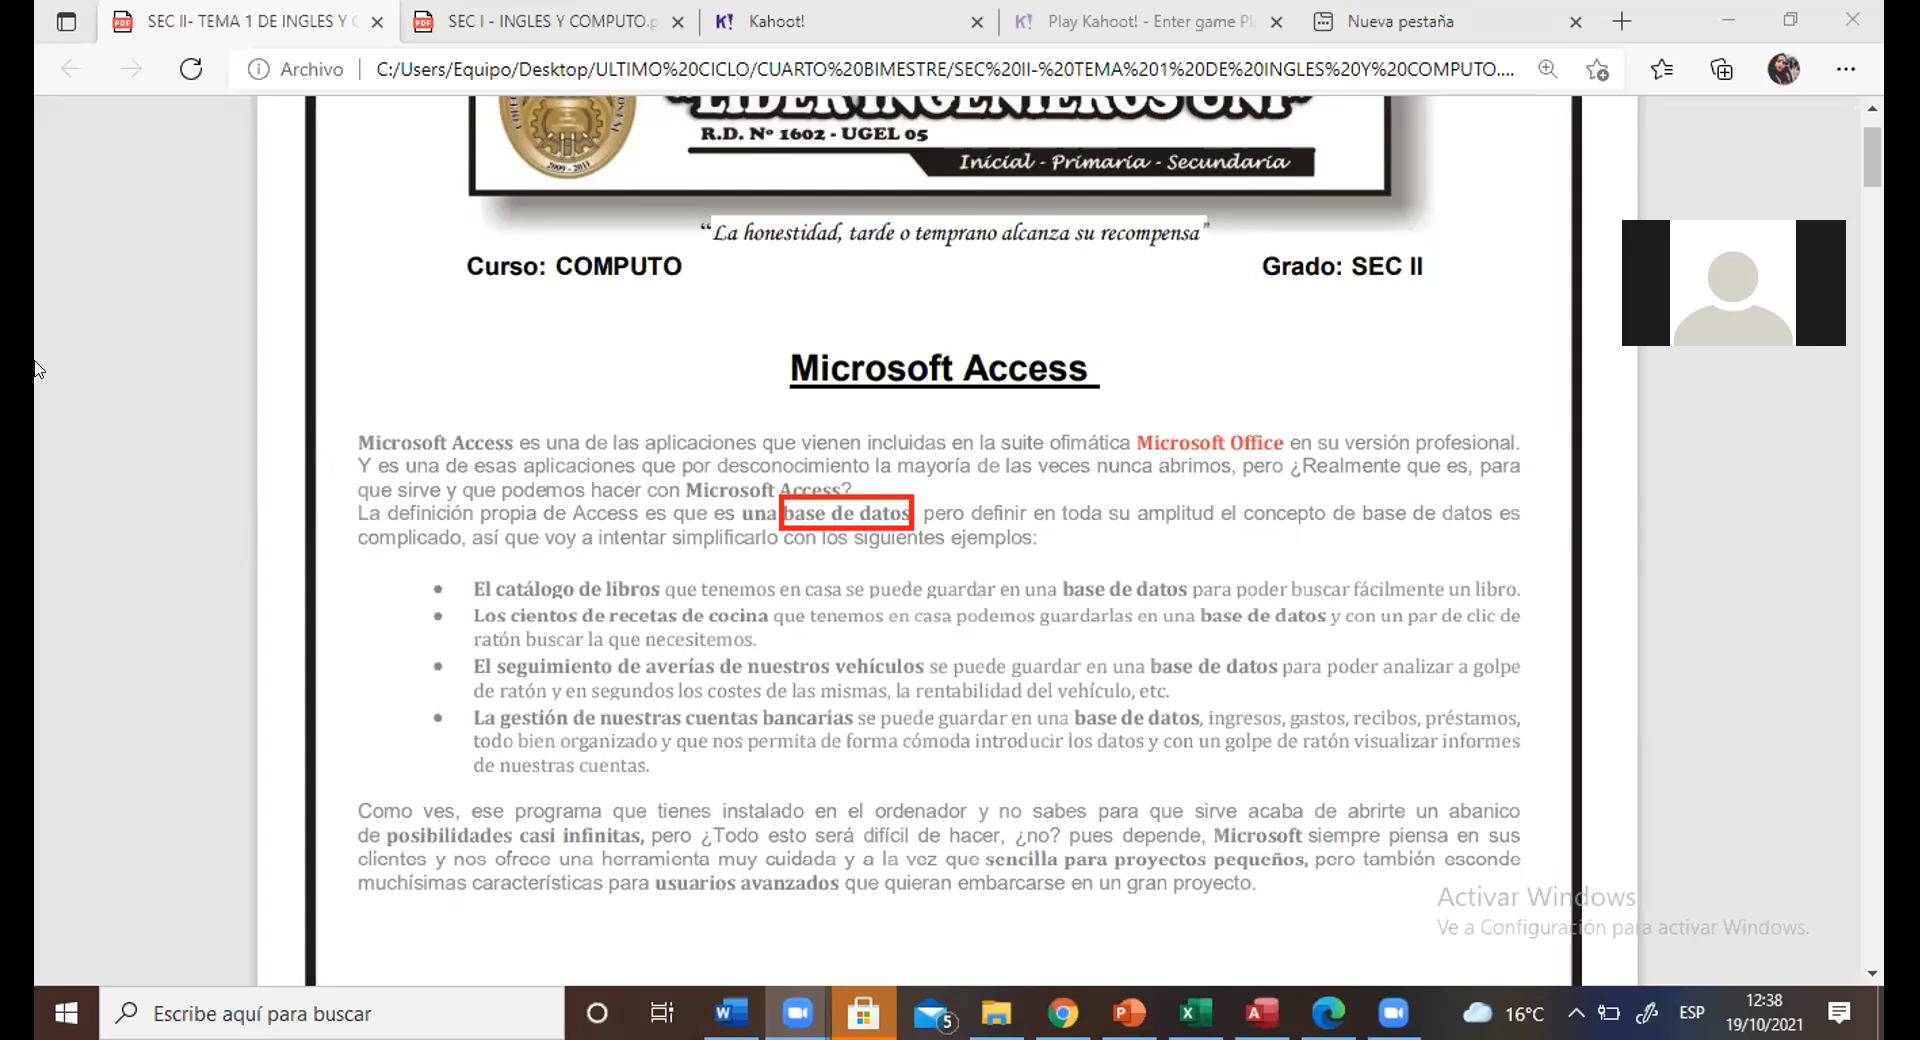 SEC II- TEMA 1 DE INGLES Y C
SEC I - INGLES Y COMPUTO.p
Kahoot!
Play Kahoot! - Enter game PI
Nueva pestaña
Archivo
C:/Users/Equipo/Desktop/ULTIMO%20CICLO/CUARTO%20BIMESTRE/SEC%20II-%20TEMA%201%20DE%20INGLES%20Y%20COMPUTO....
"LIDER INGENIEROS UNI"
R.D. Nº 1602 - UGEL 05
2009 - 2011
Inicial - Primaria - Secundaria
"La honestidad, tarde o temprano alcanza su recompensa"
Curso: COMPUTO
Grado: SEC II
Microsoft Access
Microsoft Access es una de las aplicaciones que vienen incluidas en la suite ofimática Microsoft Office en su versión profesional.
Y es una de esas aplicaciones que por desconocimiento la mayoría de las veces nunca abrimos, pero ¿Realmente que es, para
que sirve y que podemos hacer con Microsoft Access?
La definición propia de Access es que es una base de datos, pero definir en toda su amplitud el concepto de base de datos es
complicado, así que voy a intentar simplificarlo con los siguientes ejemplos:
• El catálogo de libros que tenemos en casa se puede guardar en una base de datos para poder buscar fácilmente un libro.
• Los cientos de recetas de cocina que tenemos en casa podemos guardarlas en una base de datos y con un par de clic de
ratón buscar la que necesitemos.
• El seguimiento de averías de nuestros vehículos se puede guardar en una base de datos para poder analizar a golpe
de ratón y en segundos los costes de las mismas, la rentabilidad del vehículo, etc.
• La gestión de nuestras cuentas bancarias se puede guardar en una base de datos, ingresos, gastos, recibos, préstamos,
todo bien organizado y que nos permita de forma cómoda introducir los datos y con un golpe de ratón visualizar informes
de nuestras cuentas.
Como ves, ese programa que tienes instalado en el ordenador y no sabes para que sirve acaba de abrirte un abanico
de posibilidades casi infinitas, pero ¿Todo esto será difícil de hacer, ¿no? pues depende, Microsoft siempre piensa en sus
clientes y nos ofrece una herramienta muy cuidada y a la vez que sencilla para proyectos pequeños, pero también esconde
muchísimas características para usuarios avanzados que quieran embarcarse en un gran proyecto.
Activar Windows
Ve a Configuración para activar Windows.
Escribe aquí para buscar
5
16°C
ESP
12:38
19/10/2021